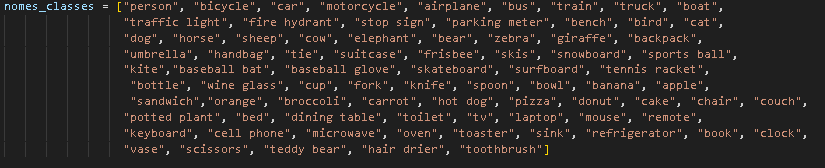 nomes_classes = ["person", "bicycle", "car", "motorcycle", "airplane", "bus", "train", "truck", "boat",
"traffic light", "fire hydrant", "stop sign", "parking meter", "bench", "bird", "cat",
"dog", "horse", "sheep", "cow", "elephant", "bear", "zebra", "giraffe", "backpack",
"umbrella", "handbag", "tie", "suitcase", "frisbee", "skis", "snowboard", "sports ball",
"kite","baseball bat", "baseball glove", "skateboard", "surfboard", "tennis racket",
"bottle", "wine glass", "cup", "fork", "knife", "spoon", "bowl", "banana", "apple",
"sandwich","orange", "broccoli", "carrot", "hot dog", "pizza", "donut", "cake", "chair", "couch",
"potted plant", "bed", "dining table", "toilet", "tv", "laptop", "mouse", "remote",
"keyboard", "cell phone", "microwave", "oven", "toaster", "sink", "refrigerator", "book", "clock",
"vase", "scissors", "teddy bear", "hair drier", "toothbrush"]